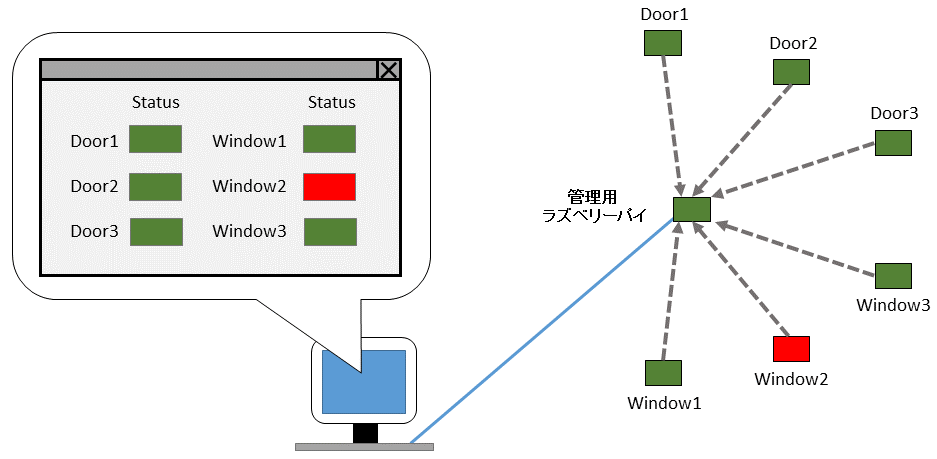 Status Status
Door1 Window1
Door2 Window2
Door3 Window3
Door1
Door2
Door3
管理用
ラズベリーパイ
Window3
Window2
Window1